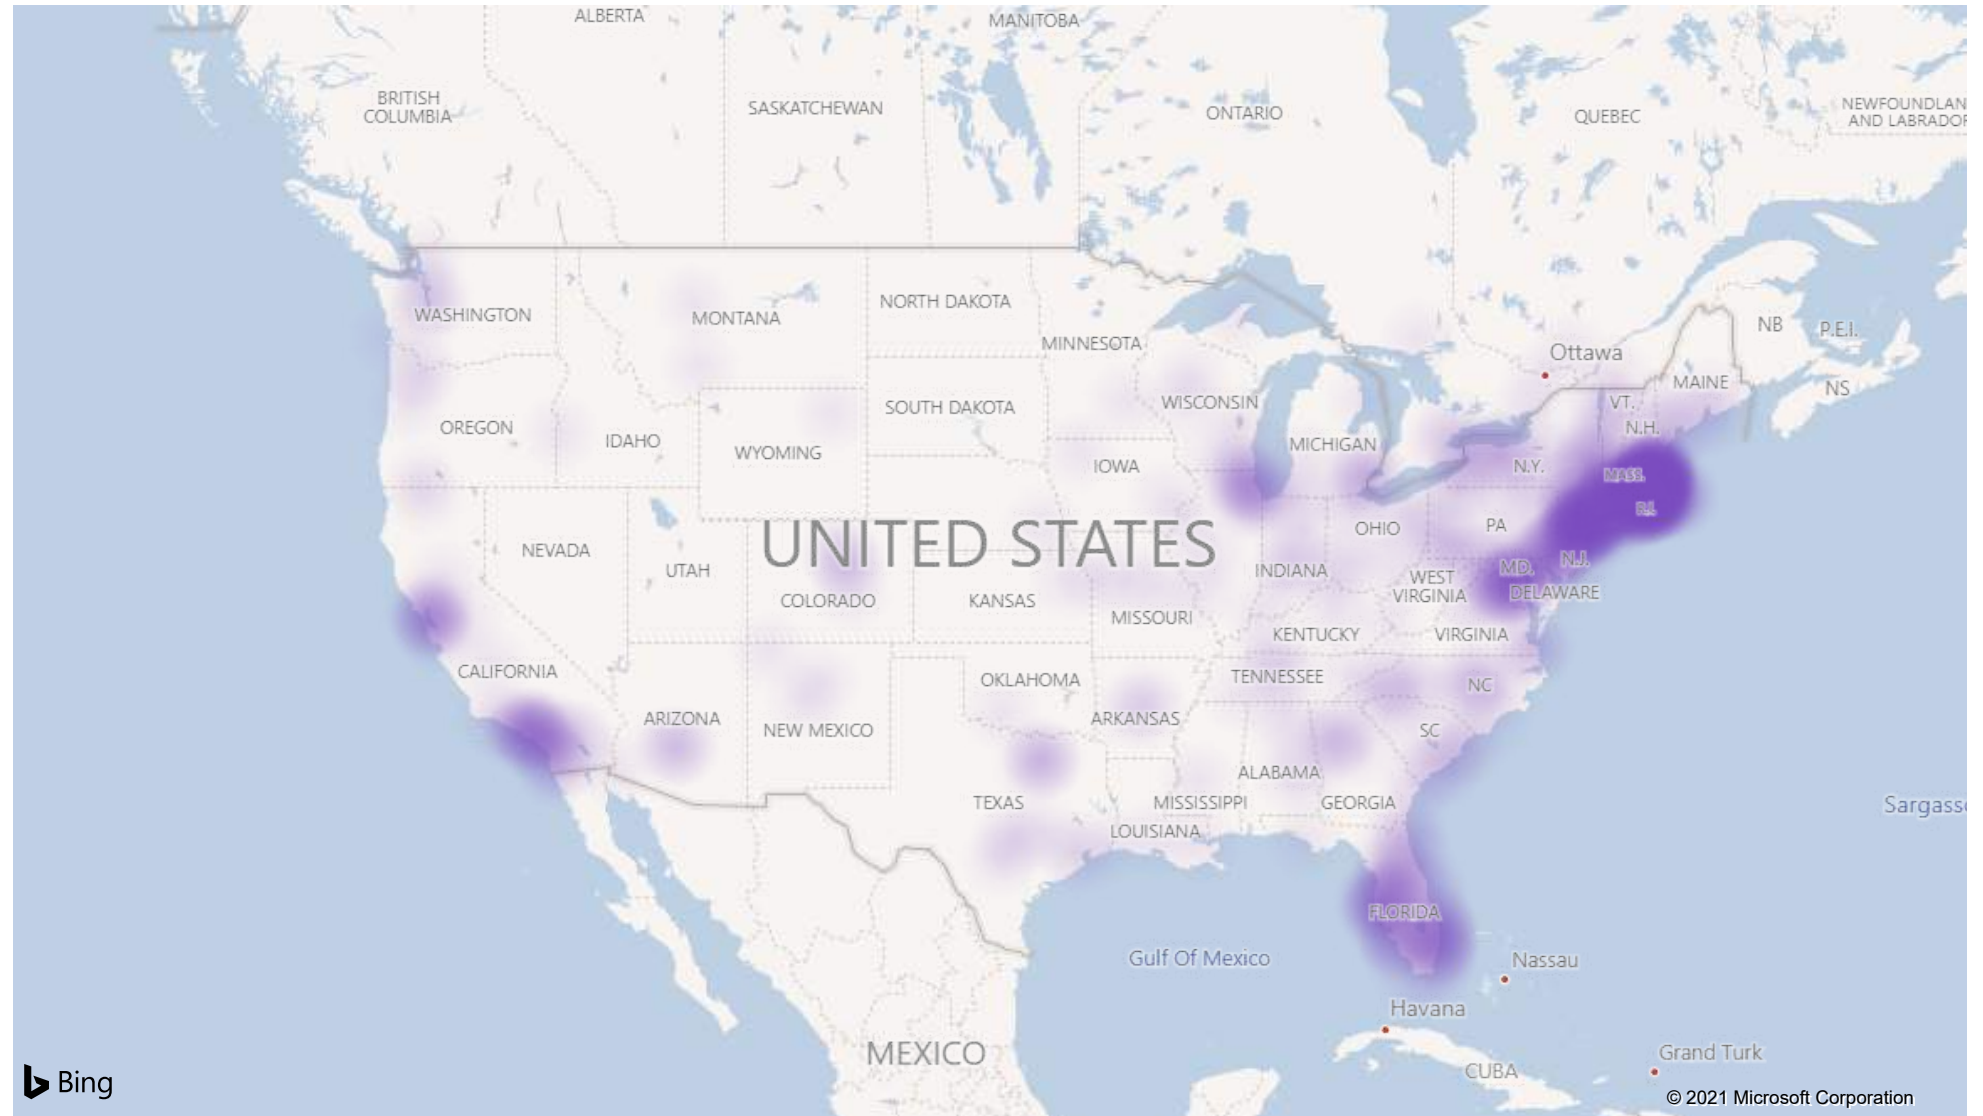 ALBERTA
MANITOBA
BRITISH
COLUMBIA
SASKATCHEWAN
ONTARIO
QUEBEC
NEWFOUNDLAN
AND LABRADOR
WASHINGTON
MONTANA
NORTH DAKOTA
MINNESOTA
Ottawa
NB
P.E.I.
MAINE
NS
OREGON
IDAHO
WYOMING
SOUTH DAKOTA
WISCONSIN
MICHIGAN
VT.
N.H.
IOWA
N.Y.
MASS.
R.I.
UNITED STATES
NEVADA
UTAH
COLORADO
KANSAS
MISSOURI
INDIANA
OHIO
PA
N.J.
MD.
DELAWARE
WEST
VIRGINIA
KENTUCKY
VIRGINIA
CALIFORNIA
ARIZONA
NEW MEXICO
OKLAHOMA
ARKANSAS
TENNESSEE
NC
SC
TEXAS
LOUISIANA
MISSISSIPPI
ALABAMA
GEORGIA
Sargasso
FLORIDA
Gulf Of Mexico
Nassau
Havana
MEXICO
CUBA
Grand Turk
Bing
© 2021 Microsoft Corporation